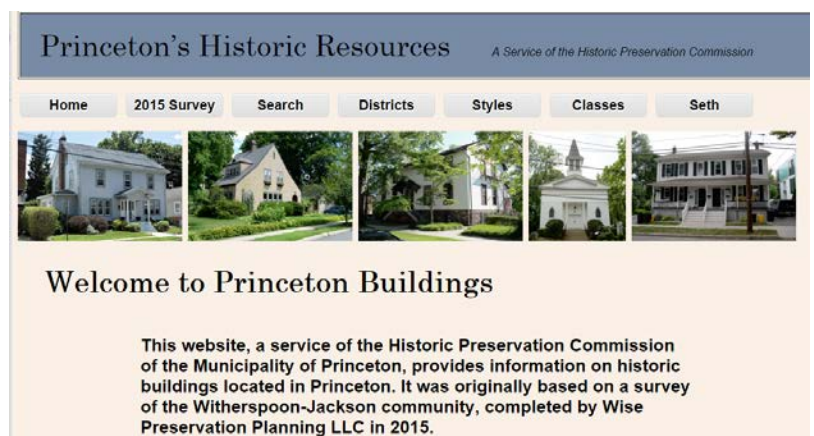 Princeton's Historic Resources A Service of the Historic Preservation Commission
Home 2015 Survey Search Districts Styles Classes Seth
Welcome to Princeton Buildings
This website, a service of the Historic Preservation Commission
of the Municipality of Princeton, provides information on historic
buildings located in Princeton. It was originally based on a survey
of the Witherspoon-Jackson community, completed by Wise
Preservation Planning LLC in 2015.